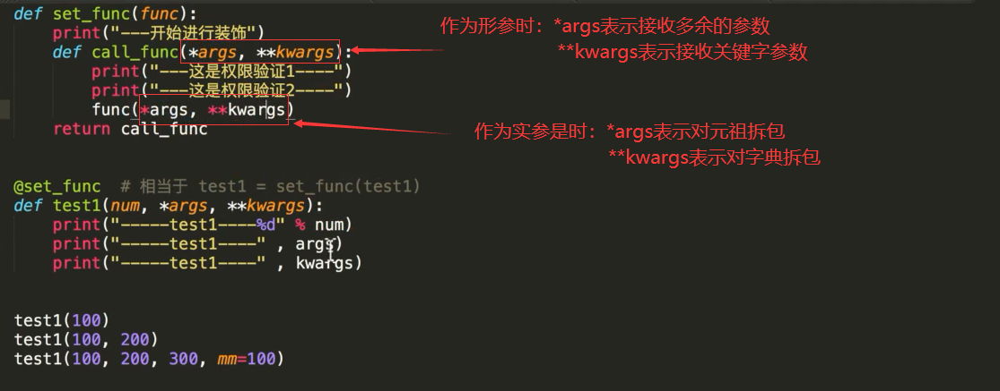 def set_func(func):
    print("---开始进行装饰")
    def call_func(*args, **kwargs):
        print("---这是权限验证1----")
        print("---这是权限验证2----")
        func(*args, **kwargs)
    return call_func
作为形参时：*args表示接收多余的参数
**kwargs表示接收关键字参数
作为实参是时：*args表示对元祖拆包
**kwargs表示对字典拆包
@set_func  # 相当于 test1 = set_func(test1)
def test1(num, *args, **kwargs):
    print("-----test1----%d" % num)
    print("-----test1----" , args)
    print("-----test1----" , kwargs)
test1(100)
test1(100, 200)
test1(100, 200, 300, mm=100)